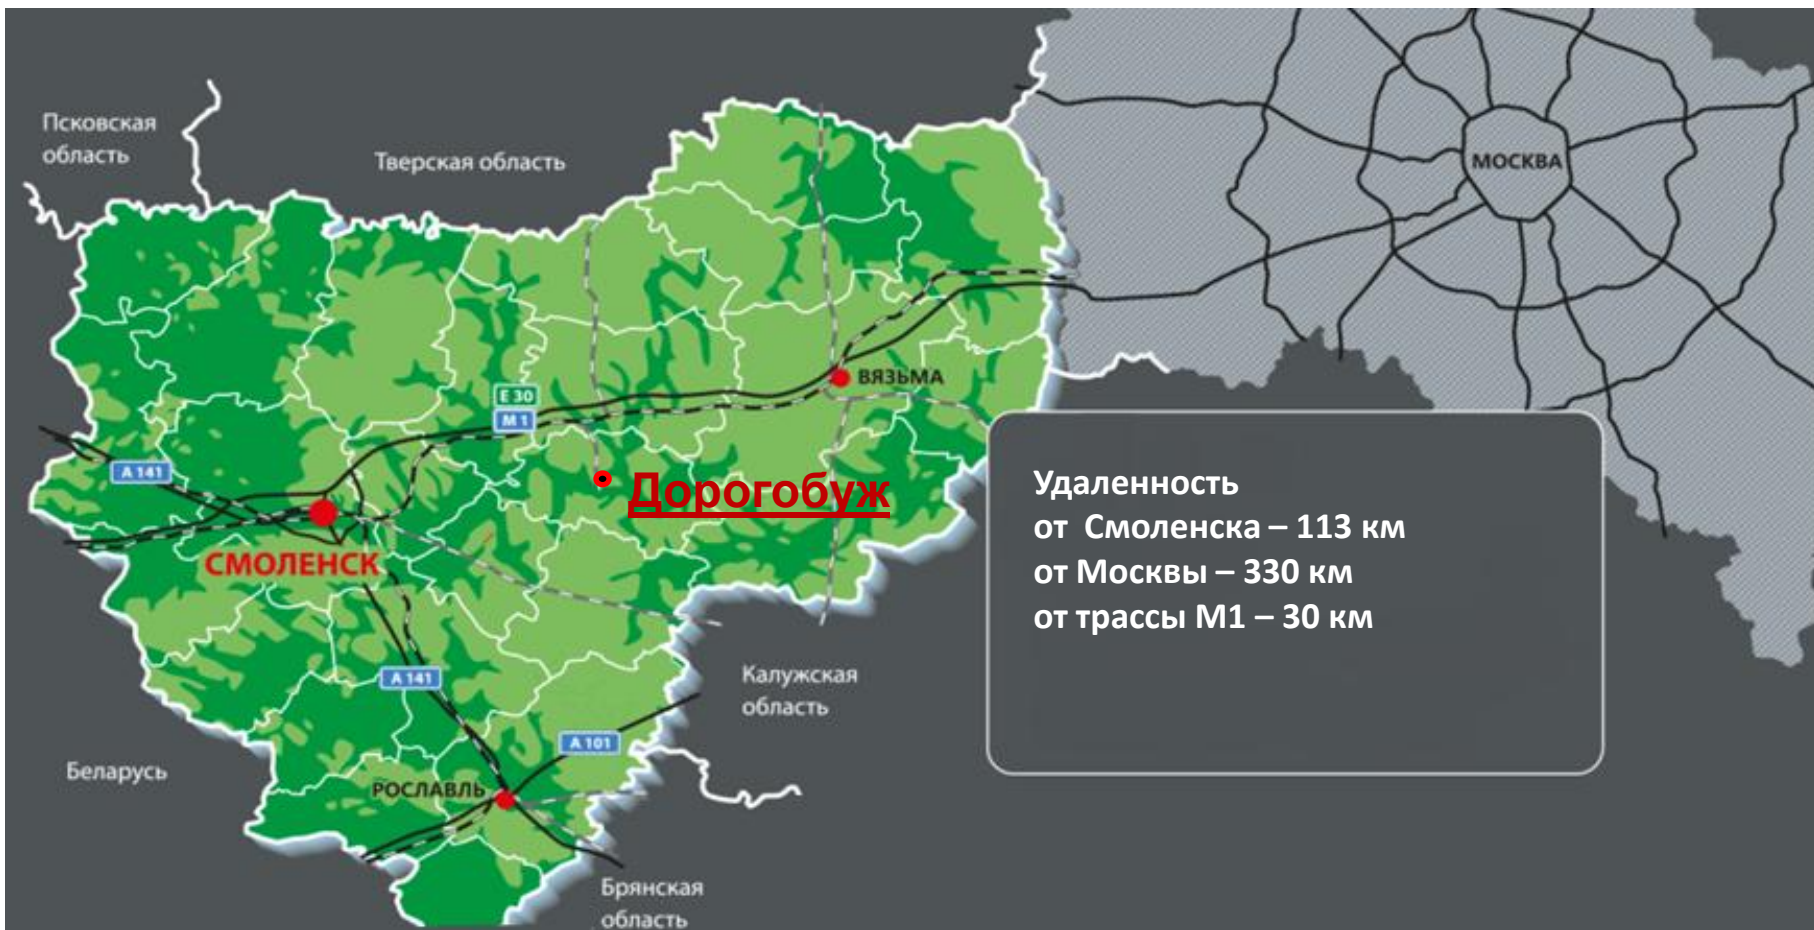 Псковская
область
Тверская область
МОСКВА
ВЯЗЬМА
E 30
М 1
А 141
Дорогобуж
СМОЛЕНСК
Удаленность
от Смоленска – 113 км
от Москвы – 330 км
от трассы М1 – 30 км
А 141
Калужская
область
А 101
Беларусь
РОСЛАВЛЬ
Брянская
область